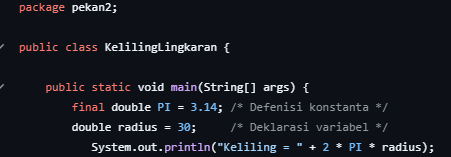 package pekan2;
public class KelilingLingkaran {
public static void main(String[] args) {
final double PI = 3.14; /* Defenisi konstanta */
double radius = 30; /* Deklarasi variabel */
System.out.println("Keliling = " + 2 * PI * radius);